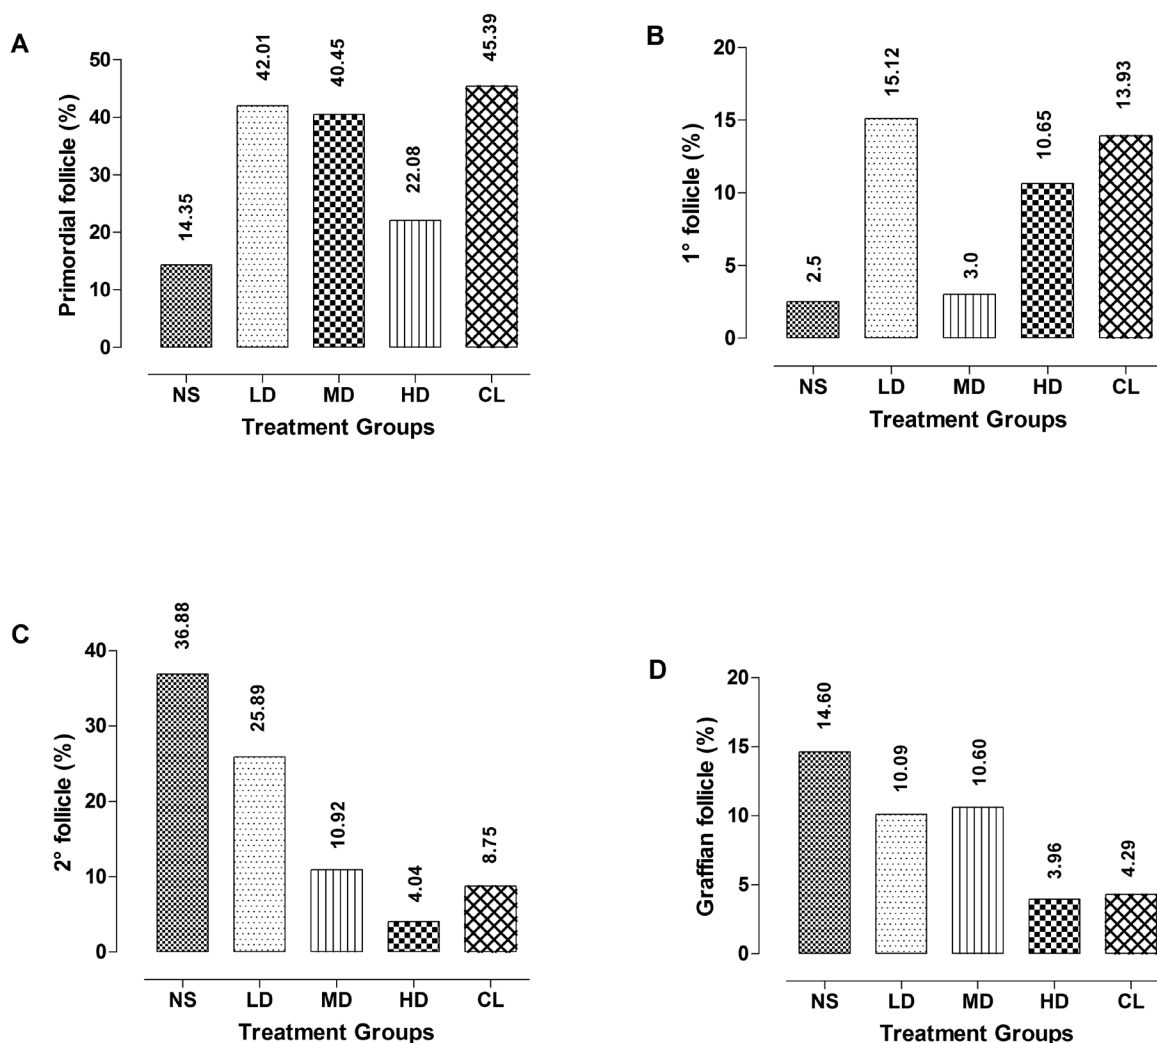 A
Primordial follicle (%)
50
40
30
20
10
0
14.35
42.01
40.45
22.08
45.39
NS LD MD HD CL
Treatment Groups
B
1° follicle (%)
20
15
10
5
0
2.5
15.12
3.0
10.65
13.93
NS LD MD HD CL
Treatment Groups
C
2° follicle (%)
40
30
20
10
0
36.88
25.89
10.92
4.04
8.75
NS LD MD HD CL
Treatment Groups
D
Graffian follicle (%)
20
15
10
5
0
14.60
10.09
10.60
3.96
4.29
NS LD MD HD CL
Treatment Groups